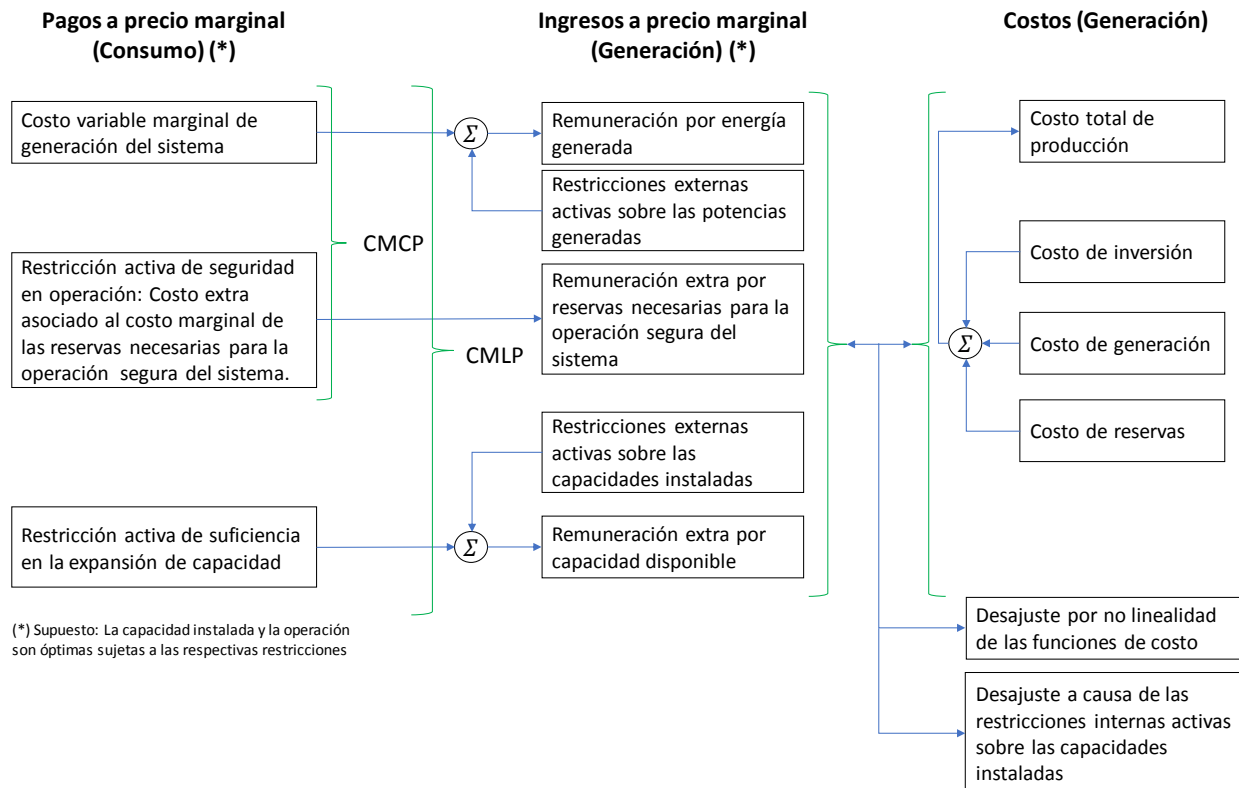 Pagos a precio marginal
(Consumo) (*)
Costo variable marginal de
generación del sistema
Restricción activa de seguridad
en operación: Costo extra
asociado al costo marginal de
las reservas necesarias para la
operación segura del sistema.
Restricción activa de suficiencia
en la expansión de capacidad
(*) Supuesto: La capacidad instalada y la operación
son óptimas sujetas a las respectivas restricciones
CMCP
CMLP
Ingresos a precio marginal
(Generación) (*)
Σ
Remuneración por energía
generada
Restricciones externas
activas sobre las potencias
generadas
Remuneración extra por
reservas necesarias para la
operación segura del
sistema
Restricciones externas
activas sobre las
capacidades instaladas
Σ
Remuneración extra por
capacidad disponible
Costos (Generación)
Costo total de
producción
Costo de inversión
Σ
Costo de generación
Costo de reservas
Desajuste por no linealidad
de las funciones de costo
Desajuste a causa de las
restricciones internas activas
sobre las capacidades
instaladas